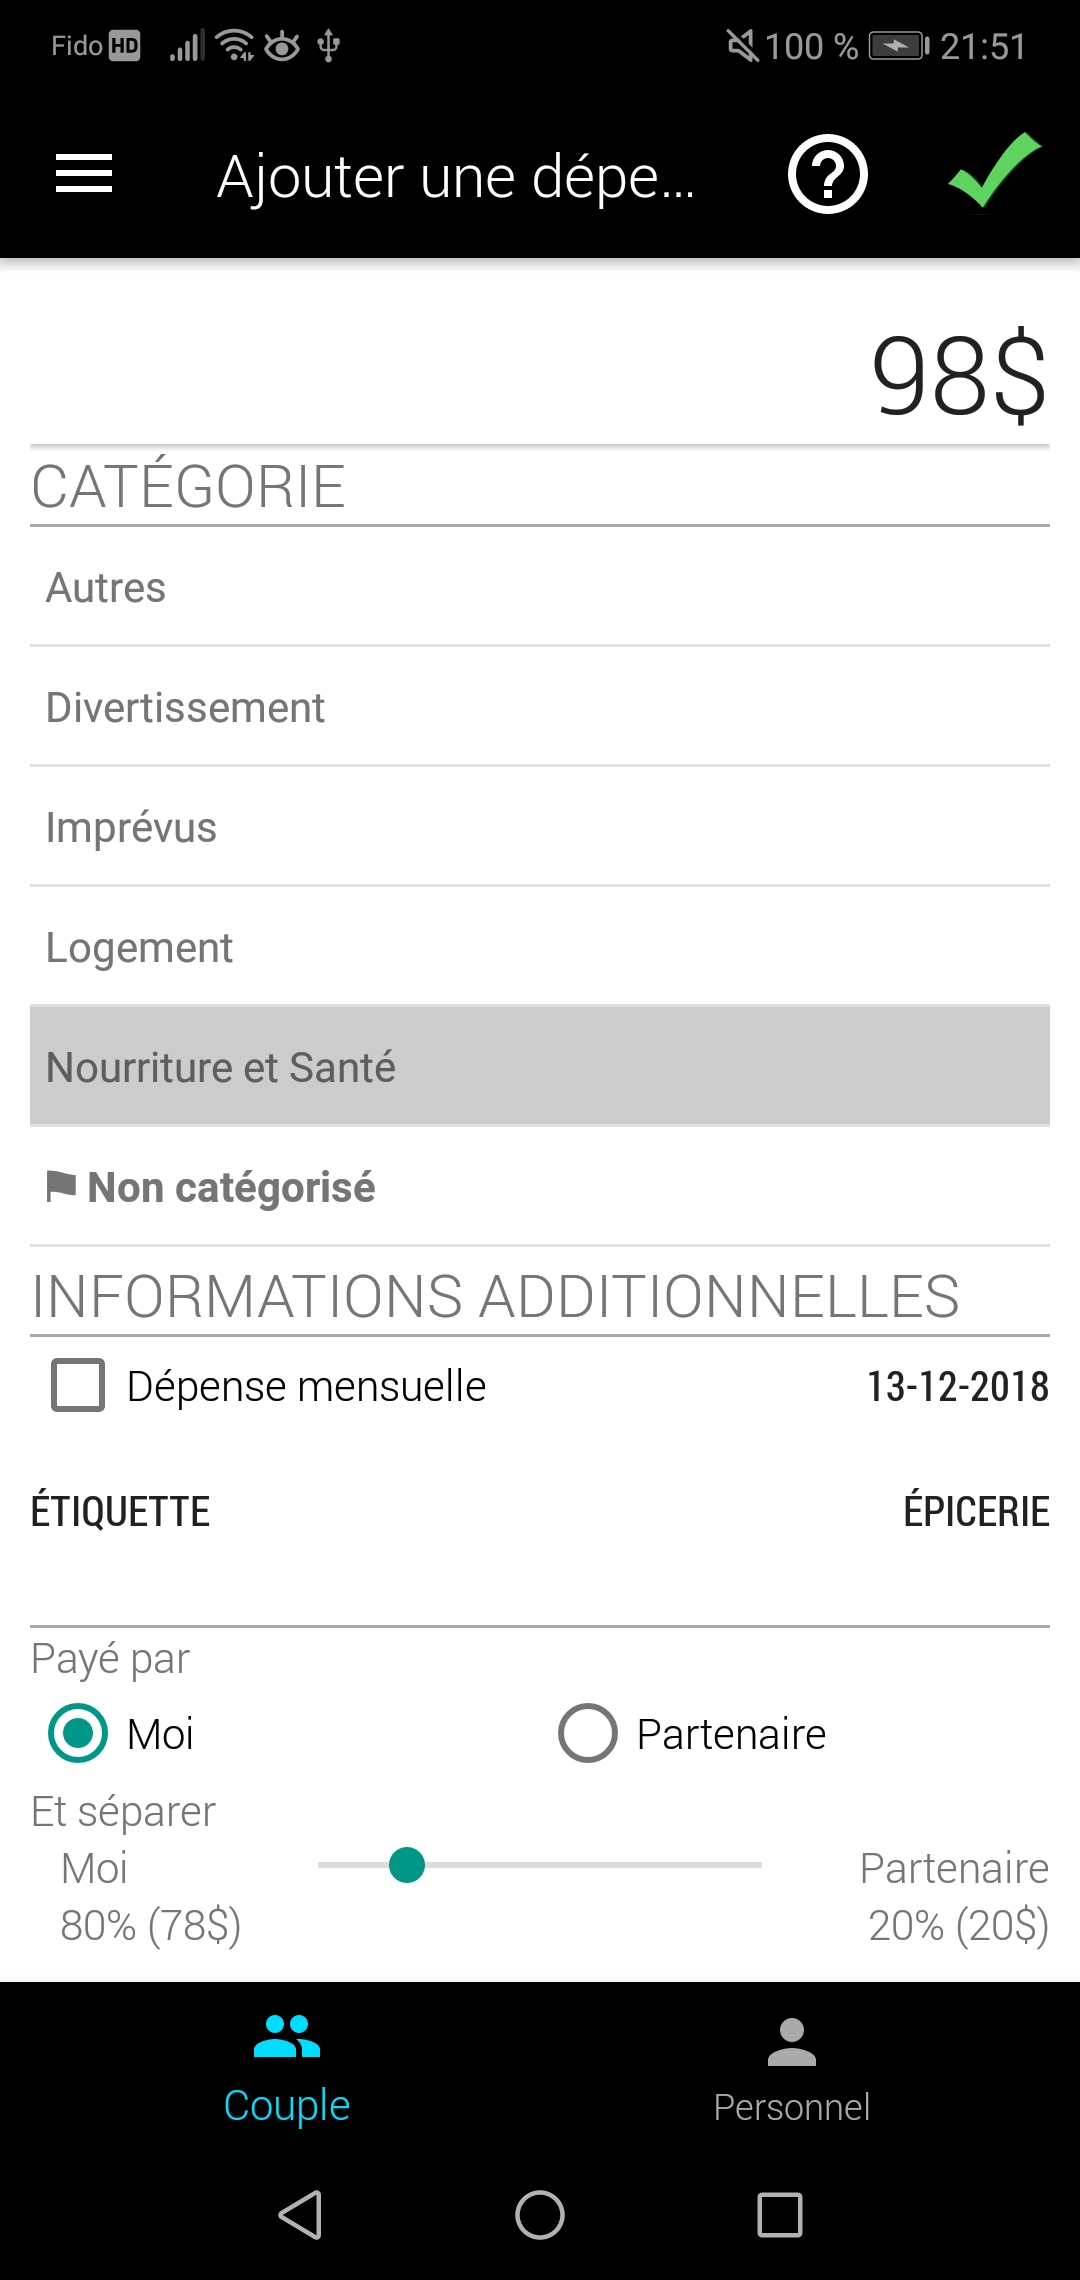 Fido HD 100 % 21:51
Ajouter une dépe...
98$
CATÉGORIE
Autres
Divertissement
Imprévus
Logement
Nourriture et Santé
Non catégorisé
INFORMATIONS ADDITIONNELLES
Dépense mensuelle 13-12-2018
ÉTIQUETTE ÉPICERIE
Payé par
Moi Partenaire
Et séparer
Moi Partenaire
80% (78$) 20% (20$)
Couple Personnel